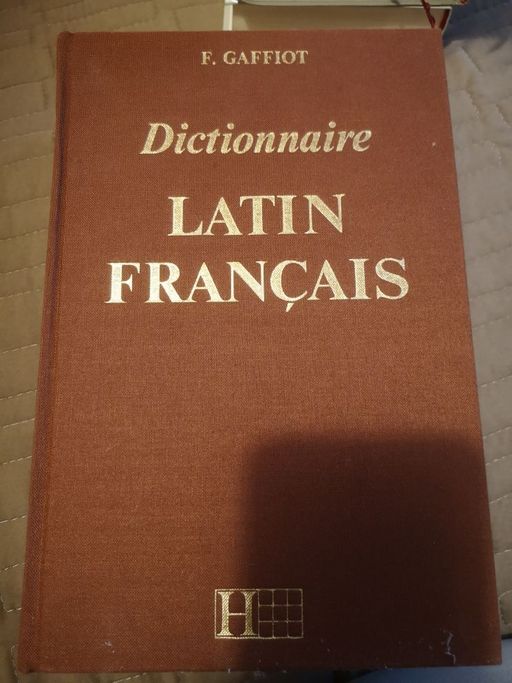 F. GAFFIOT
Dictionnaire
LATIN
FRANÇAIS
H